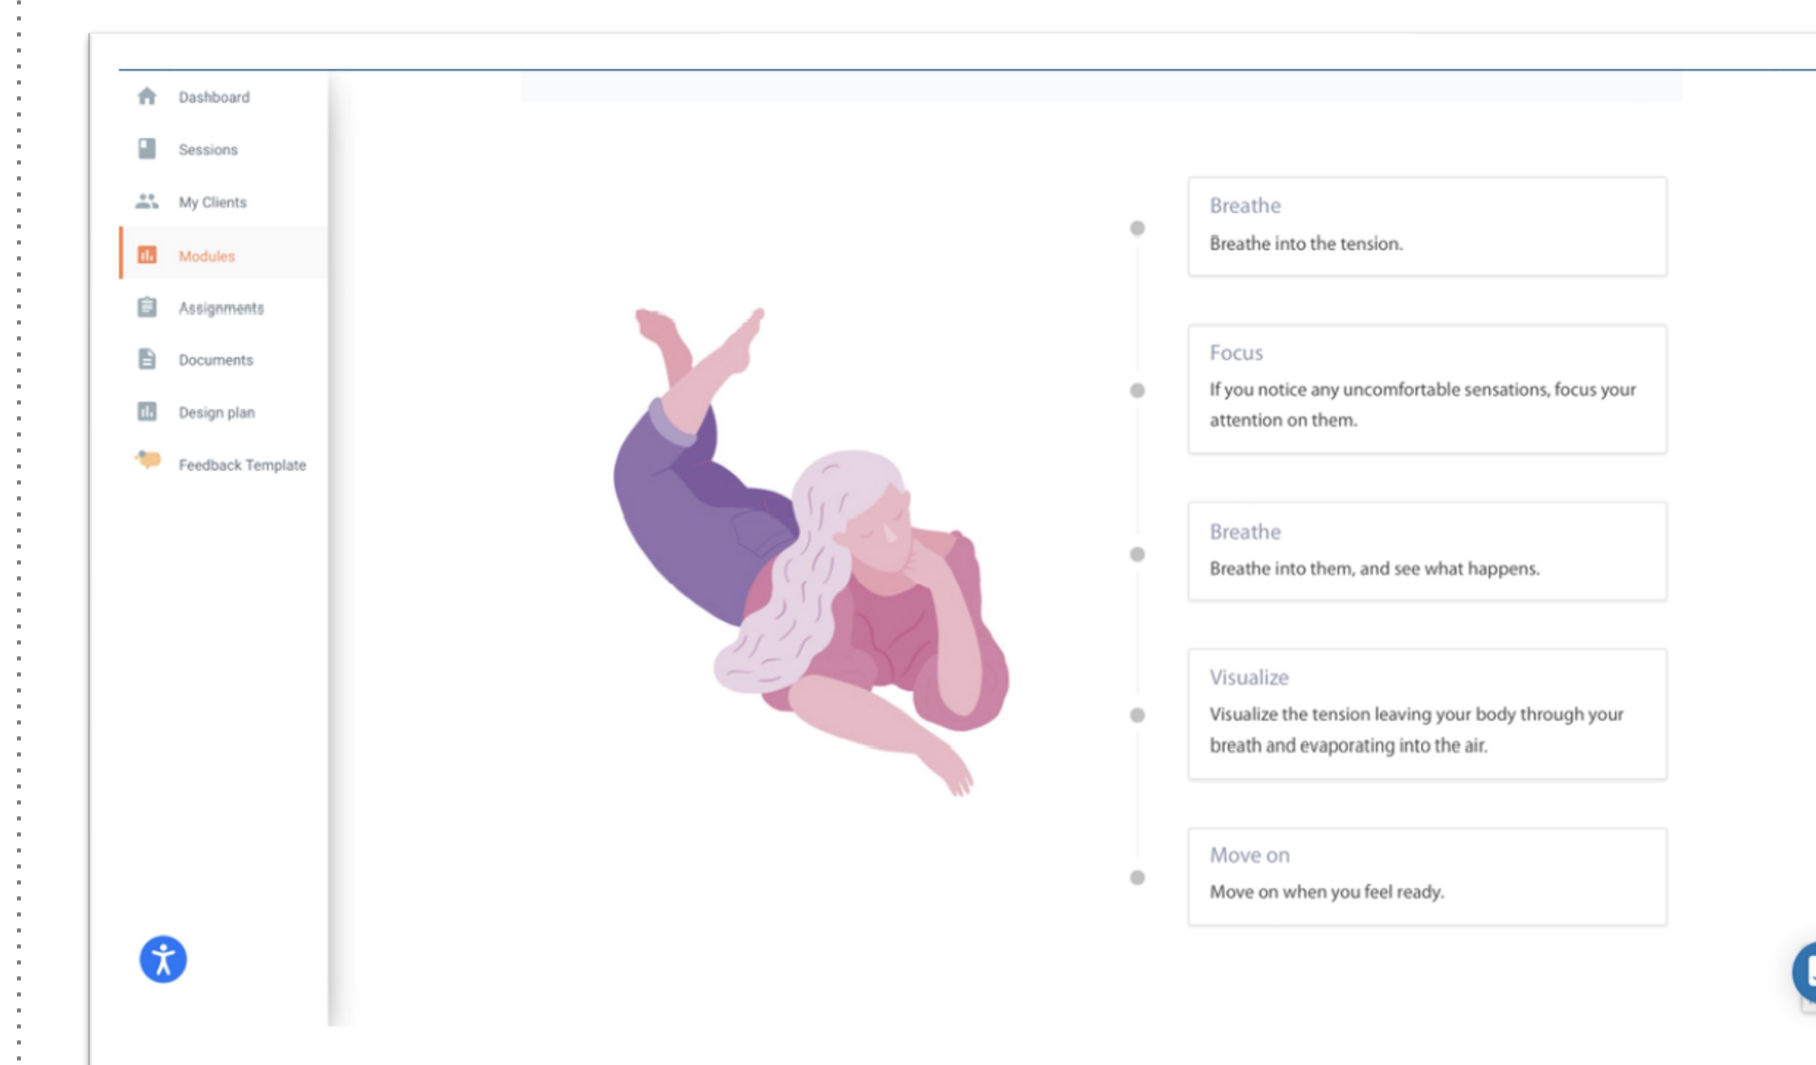 Dashboard
Sessions
My Clients
Modules
Assignments
Documents
Design plan
Feedback Template
Breathe
Breathe into the tension.
Focus
If you notice any uncomfortable sensations, focus your
attention on them.
Breathe
Breathe into them, and see what happens.
Visualize
Visualize the tension leaving your body through your
breath and evaporating into the air.
Move on
Move on when you feel ready.